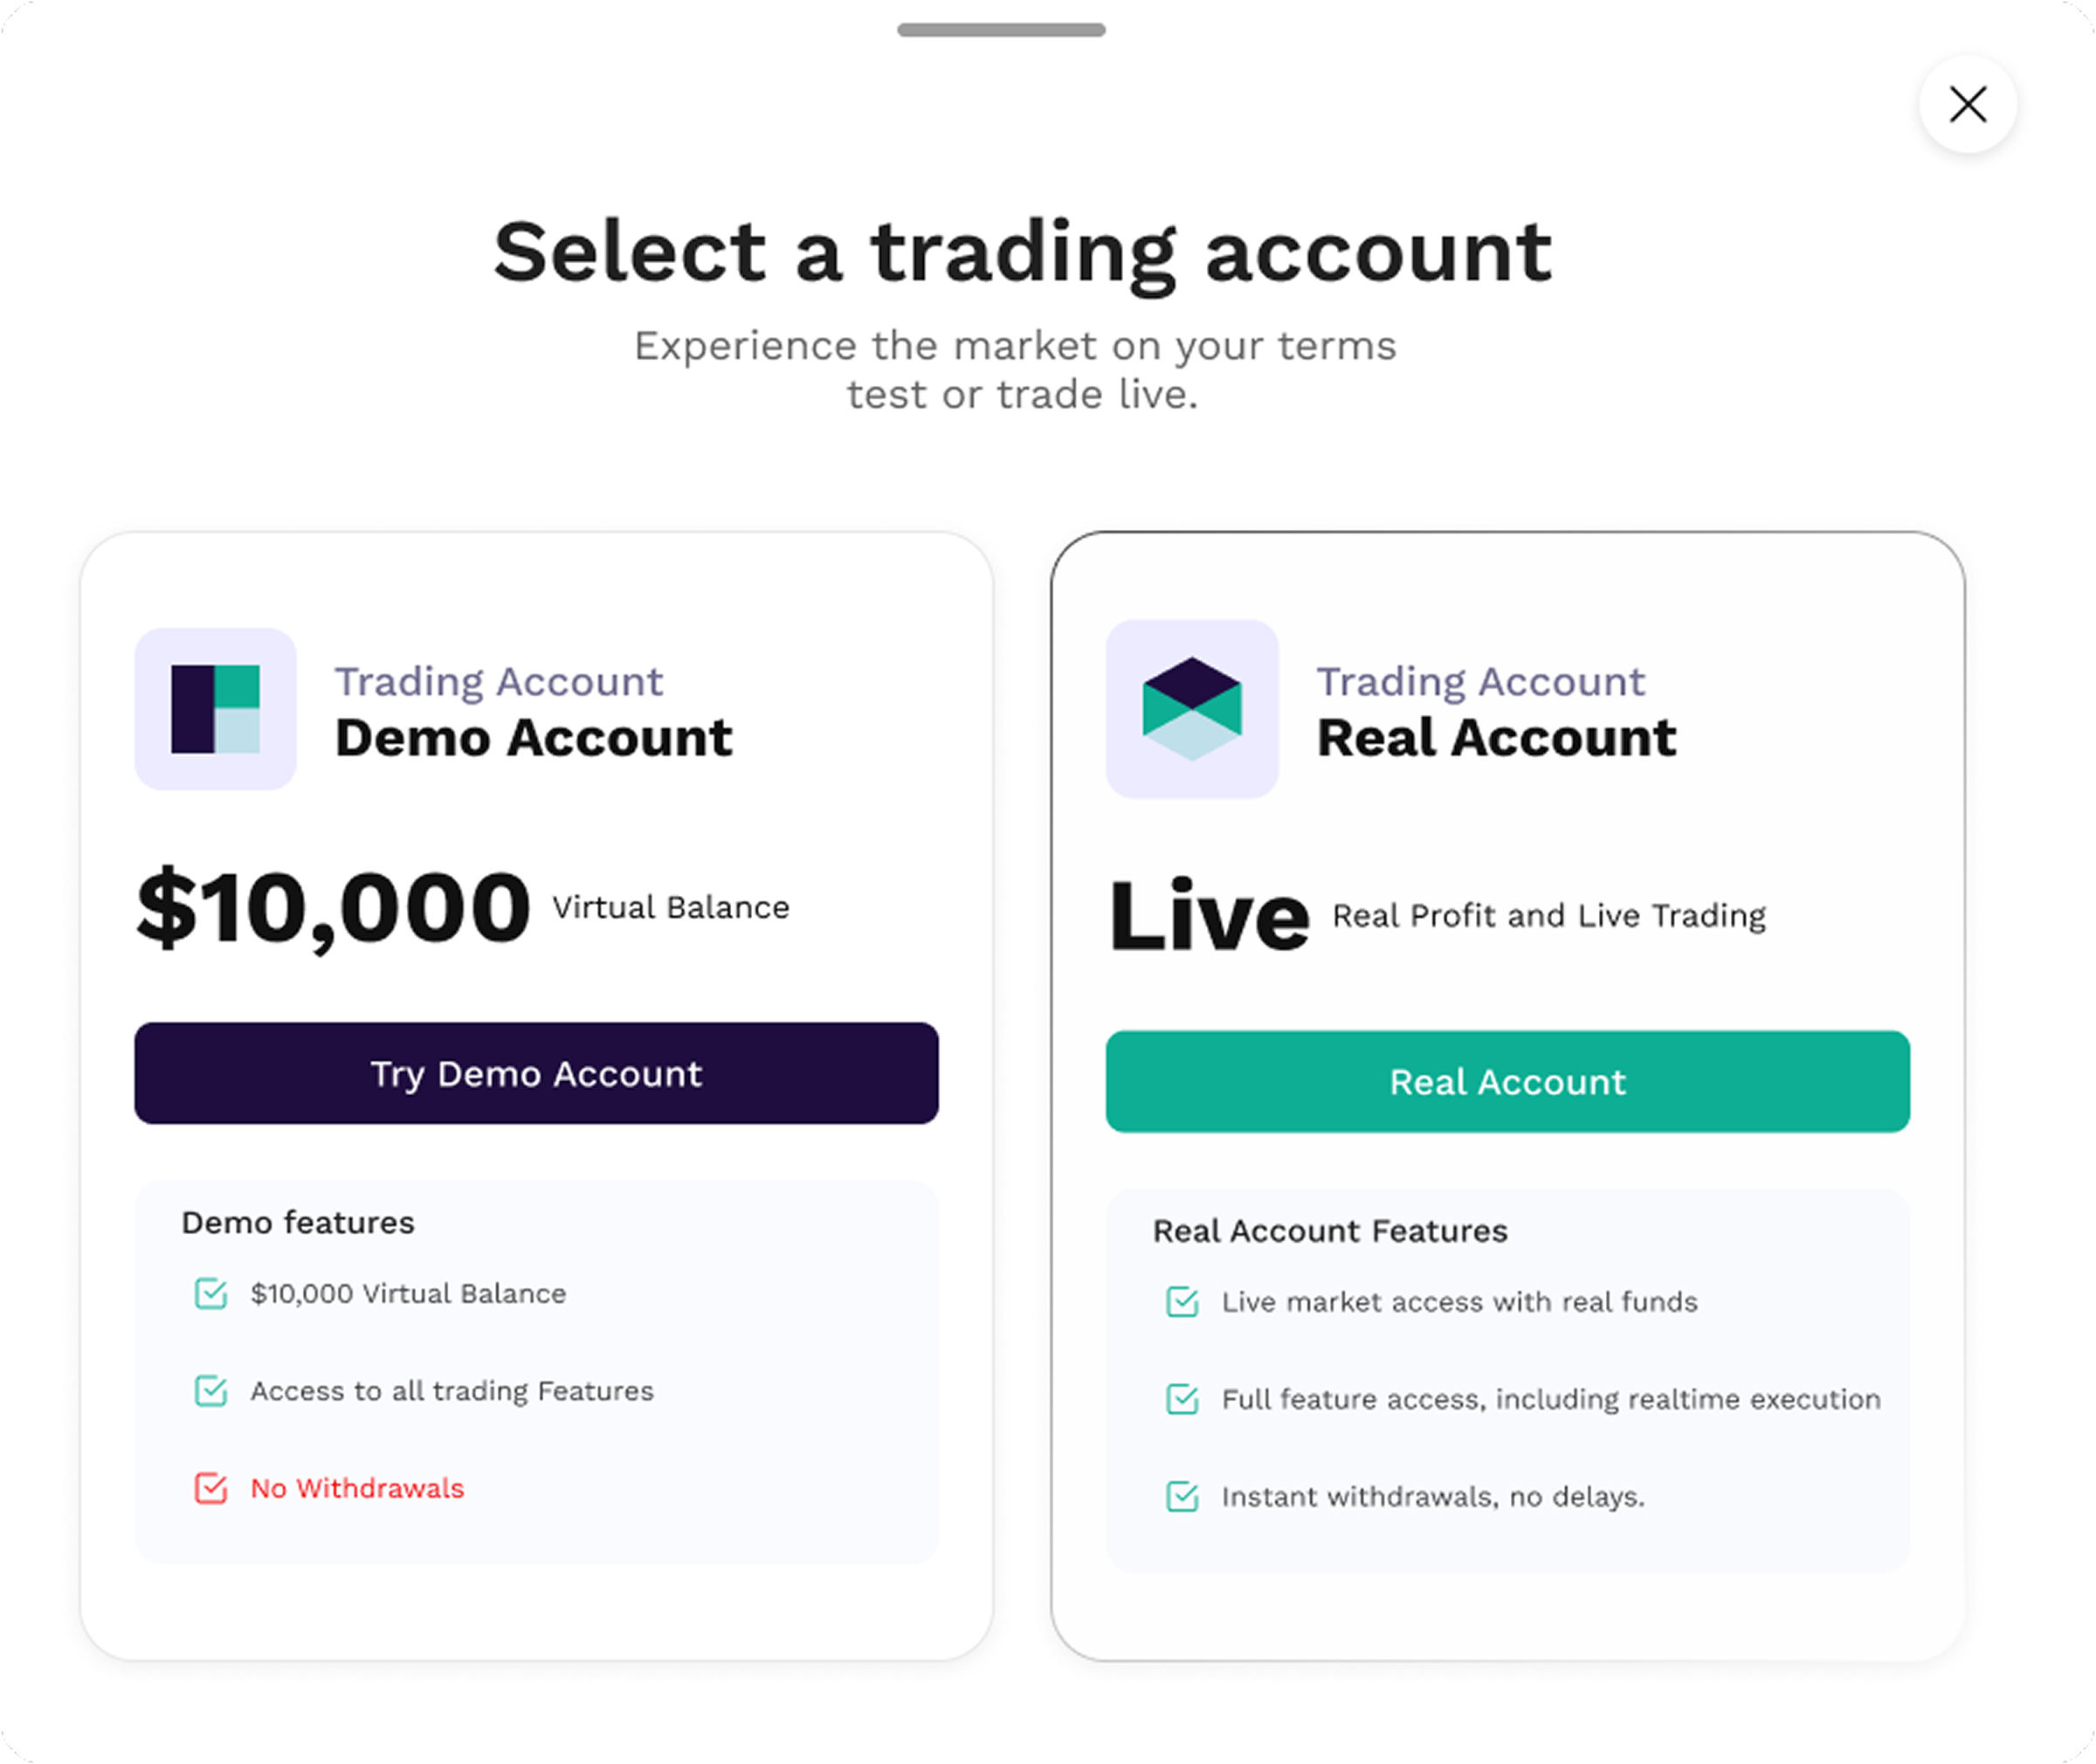 Select a trading account
Experience the market on your terms
test or trade live.
Trading Account
Demo Account
$10,000 Virtual Balance
Try Demo Account
Demo features
$10,000 Virtual Balance
Access to all trading Features
No Withdrawals
Trading Account
Real Account
Live Real Profit and Live Trading
Real Account
Real Account Features
Live market access with real funds
Full feature access, including realtime execution
Instant withdrawals, no delays.